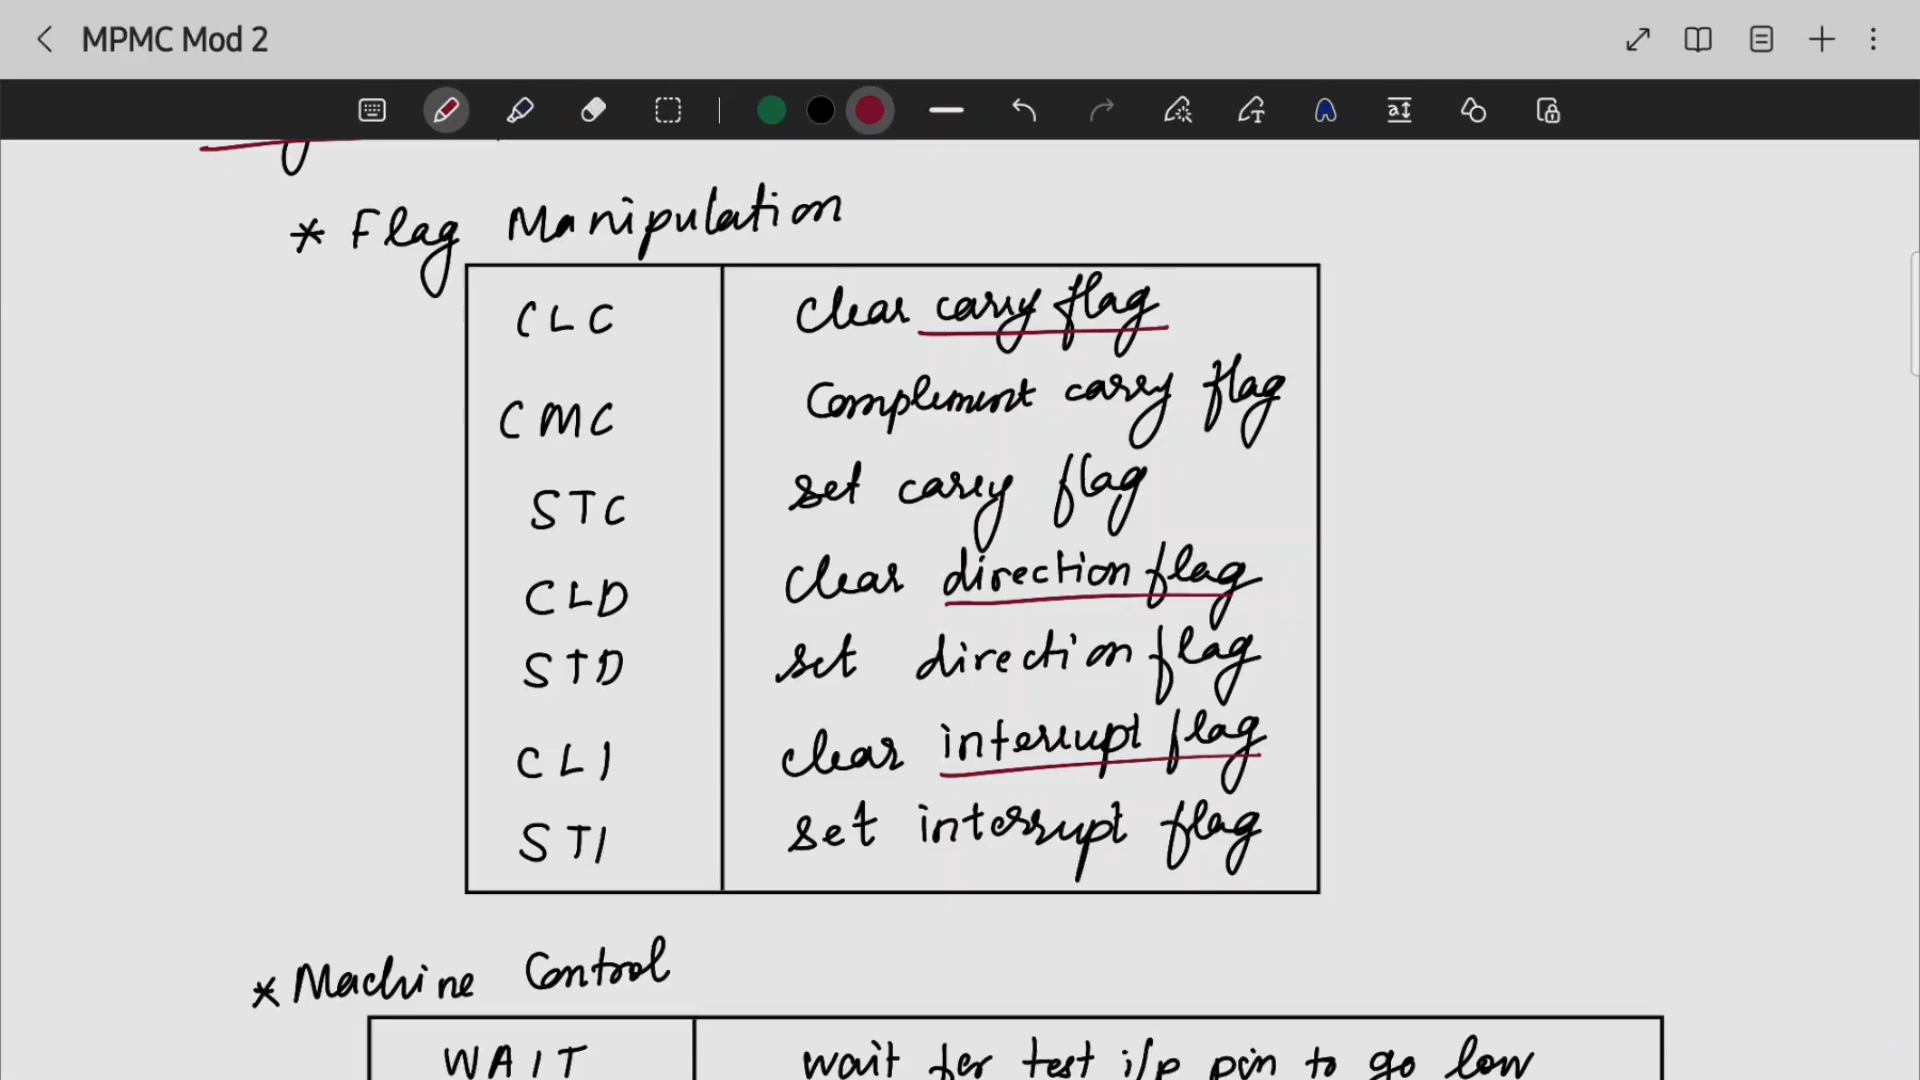 MPMC Mod 2
* Flag Manipulation
CLC clear carry flag
CMC Complement carry flag
STC set carry flag
CLD clear direction flag
STD set direction flag
CLI clear interrupt flag
STI set interrupt flag
* Machine Control
WAIT wait for test i/p pin to go low